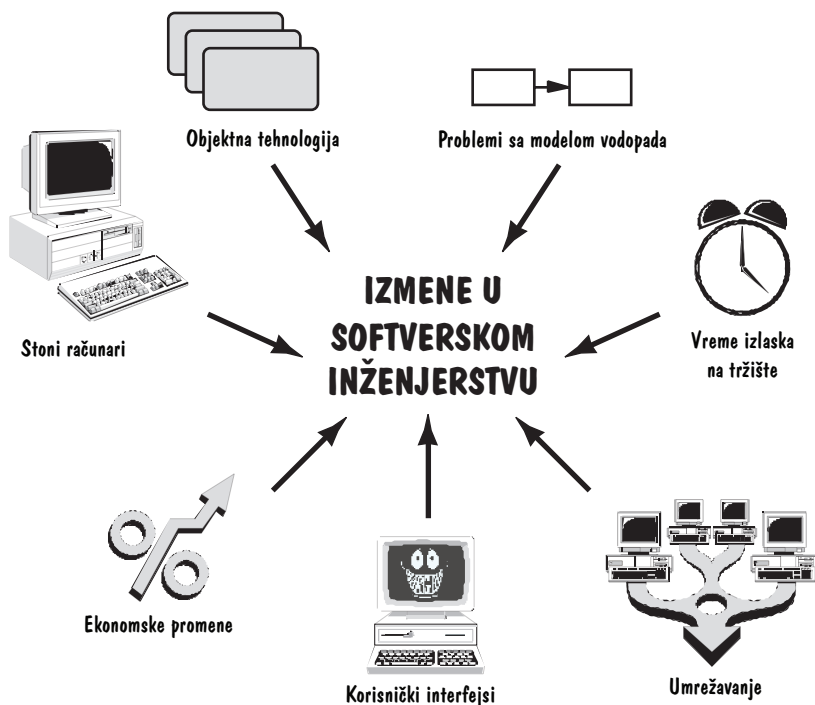 Objektna tehnologija
Problemi sa modelom vodopada
Stoni računari
IZMENE U
SOFTVERSKOM
INŽENJERSTVU
Vreme izlaska
na tržište
Ekonomske promene
Korisnički interfejsi
Umrežavanje